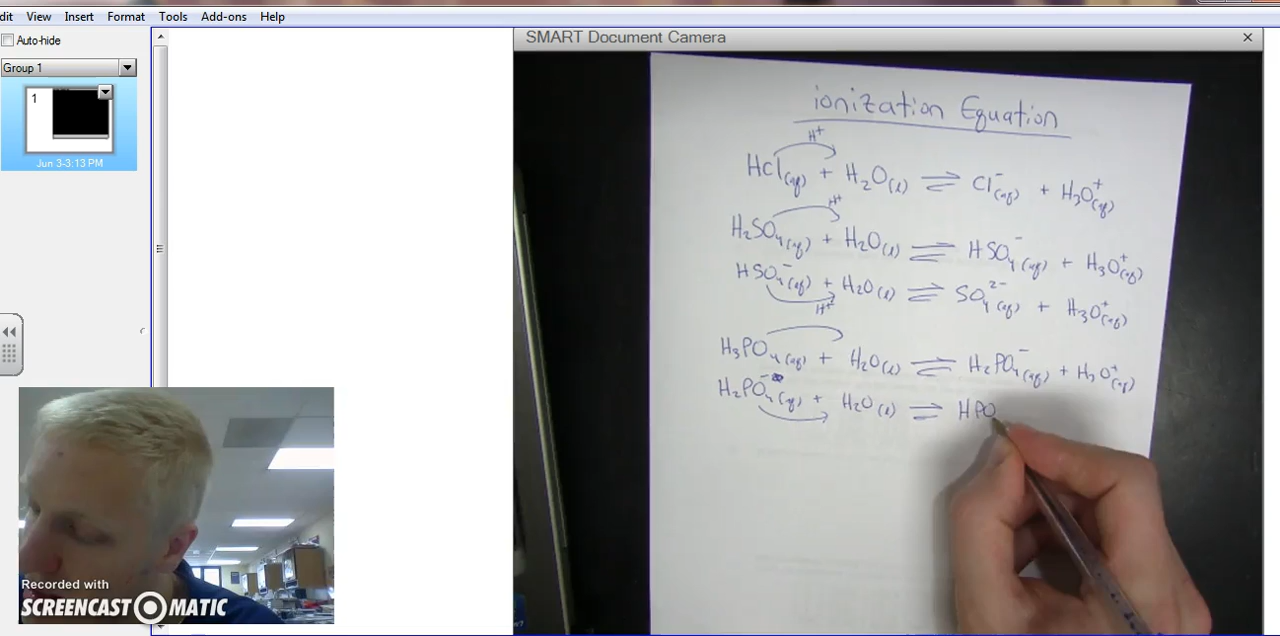 dit View Insert Format Tools Add-ons Help
Auto-hide
Group 1
1
Jun 3-3:13 PM
SMART Document Camera
ionization Equation
H⁺
HCl(aq) + H₂O(l) ⇌ Cl⁻(aq) + H₃O⁺(aq)
H⁺
H₂SO₄(aq) + H₂O(l) ⇌ HSO₄⁻(aq) + H₃O⁺(aq)
HSO₄⁻(aq) + H₂O(l) ⇌ SO₄²⁻(aq) + H₃O⁺(aq)
H⁺
H₃PO₄(aq) + H₂O(l) ⇌ H₂PO₄⁻(aq) + H₃O⁺(aq)
H₂PO₄⁻(aq) + H₂O(l) ⇌ HPO
Recorded with
SCREENCAST MATIC